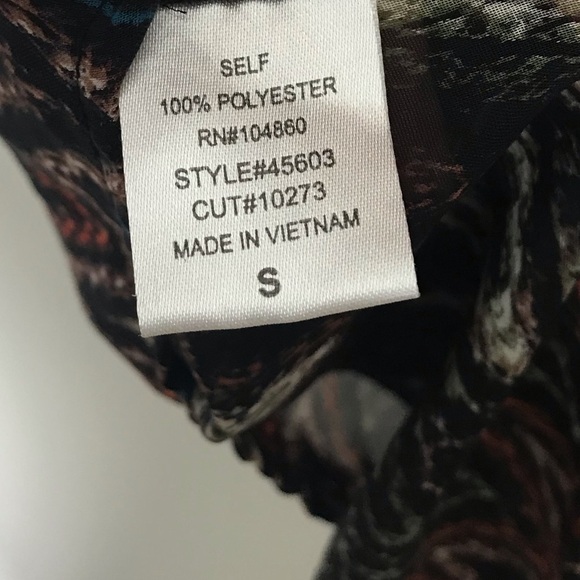 SELF
100% POLYESTER
RN#104860
STYLE#45603
CUT#10273
MADE IN VIETNAM
S